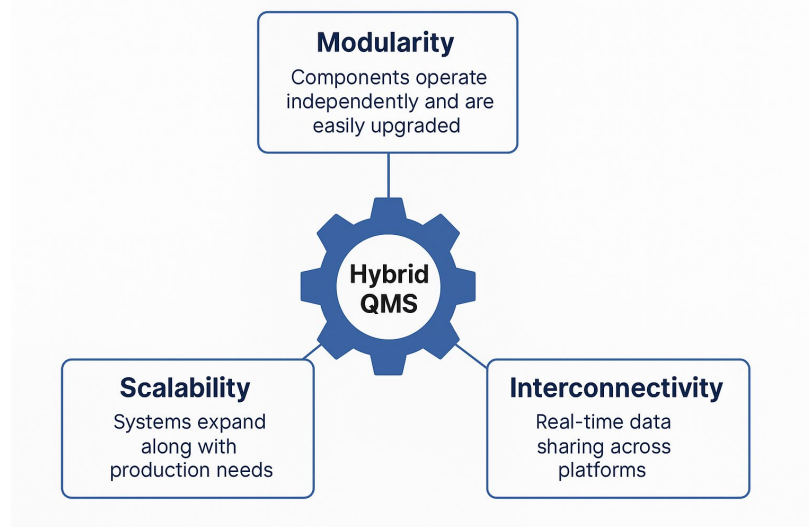 Modularity
Components operate
independently and are
easily upgraded
Hybrid
QMS
Scalability
Systems expand
along with
production needs
Interconnectivity
Real-time data
sharing across
platforms